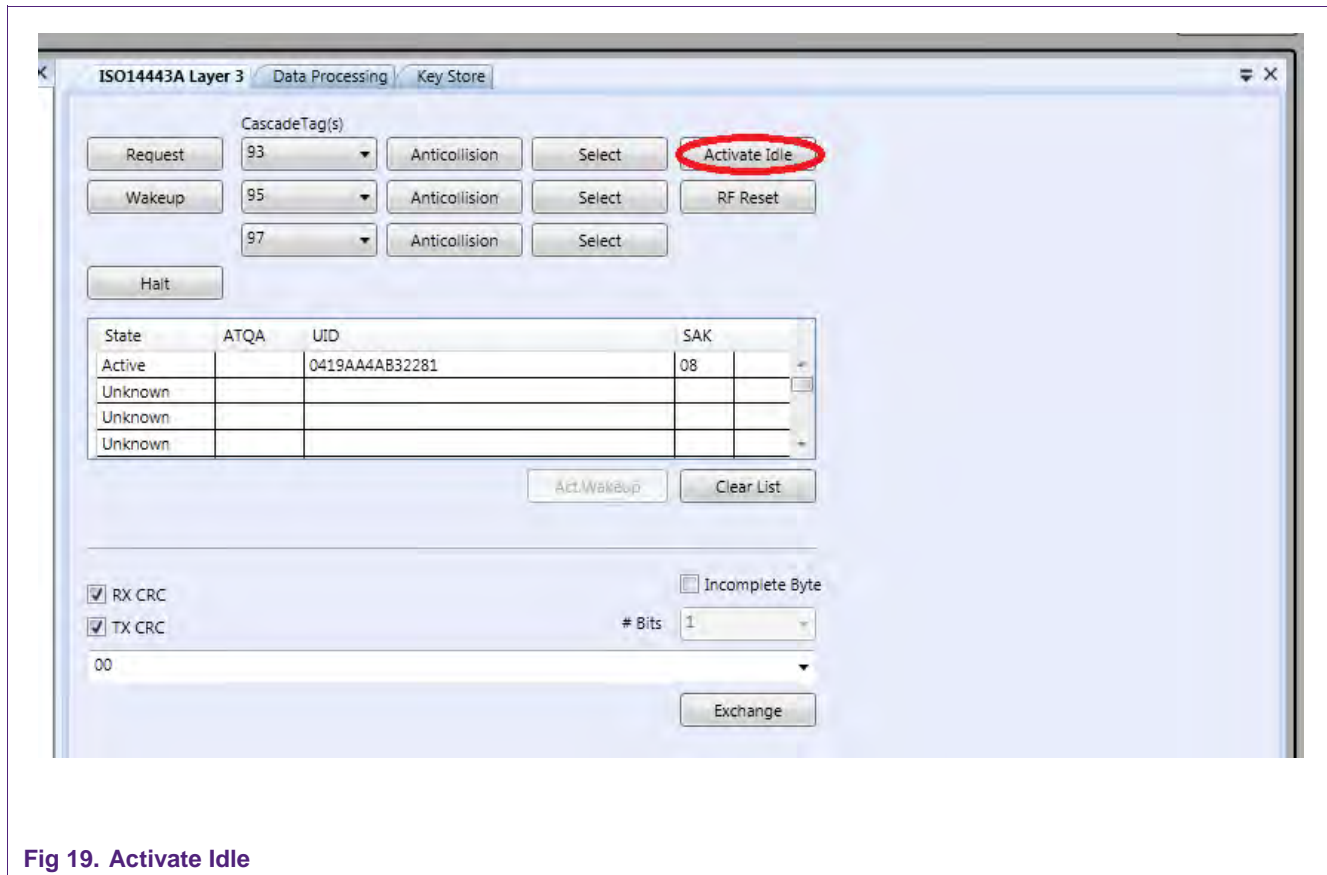 ISO14443A Layer 3 Data Processing Key Store
CascadeTag(s)
Request 93 Anticollision Select Activate Idle
Wakeup 95 Anticollision Select RF Reset
97 Anticollision Select
Halt
State ATQA UID SAK
Active 0419AA4AB32281 08
Unknown
Unknown
Unknown
Act.Wakeup Clear List
Incomplete Byte
RX CRC
TX CRC # Bits 1
00
Exchange
Fig 19. Activate Idle